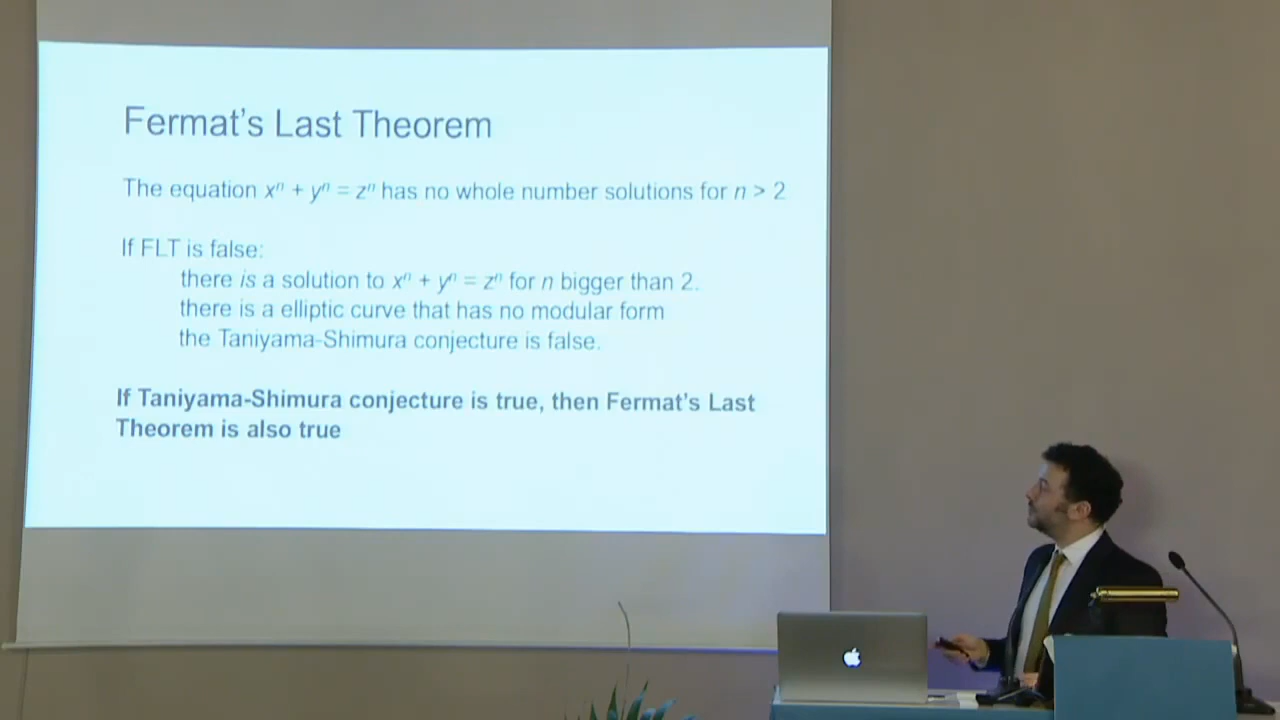 Fermat's Last Theorem
The equation xⁿ + yⁿ = zⁿ has no whole number solutions for n > 2
If FLT is false:
there is a solution to xⁿ + yⁿ = zⁿ for n bigger than 2.
there is a elliptic curve that has no modular form
the Taniyama-Shimura conjecture is false.
If Taniyama-Shimura conjecture is true, then Fermat's Last
Theorem is also true